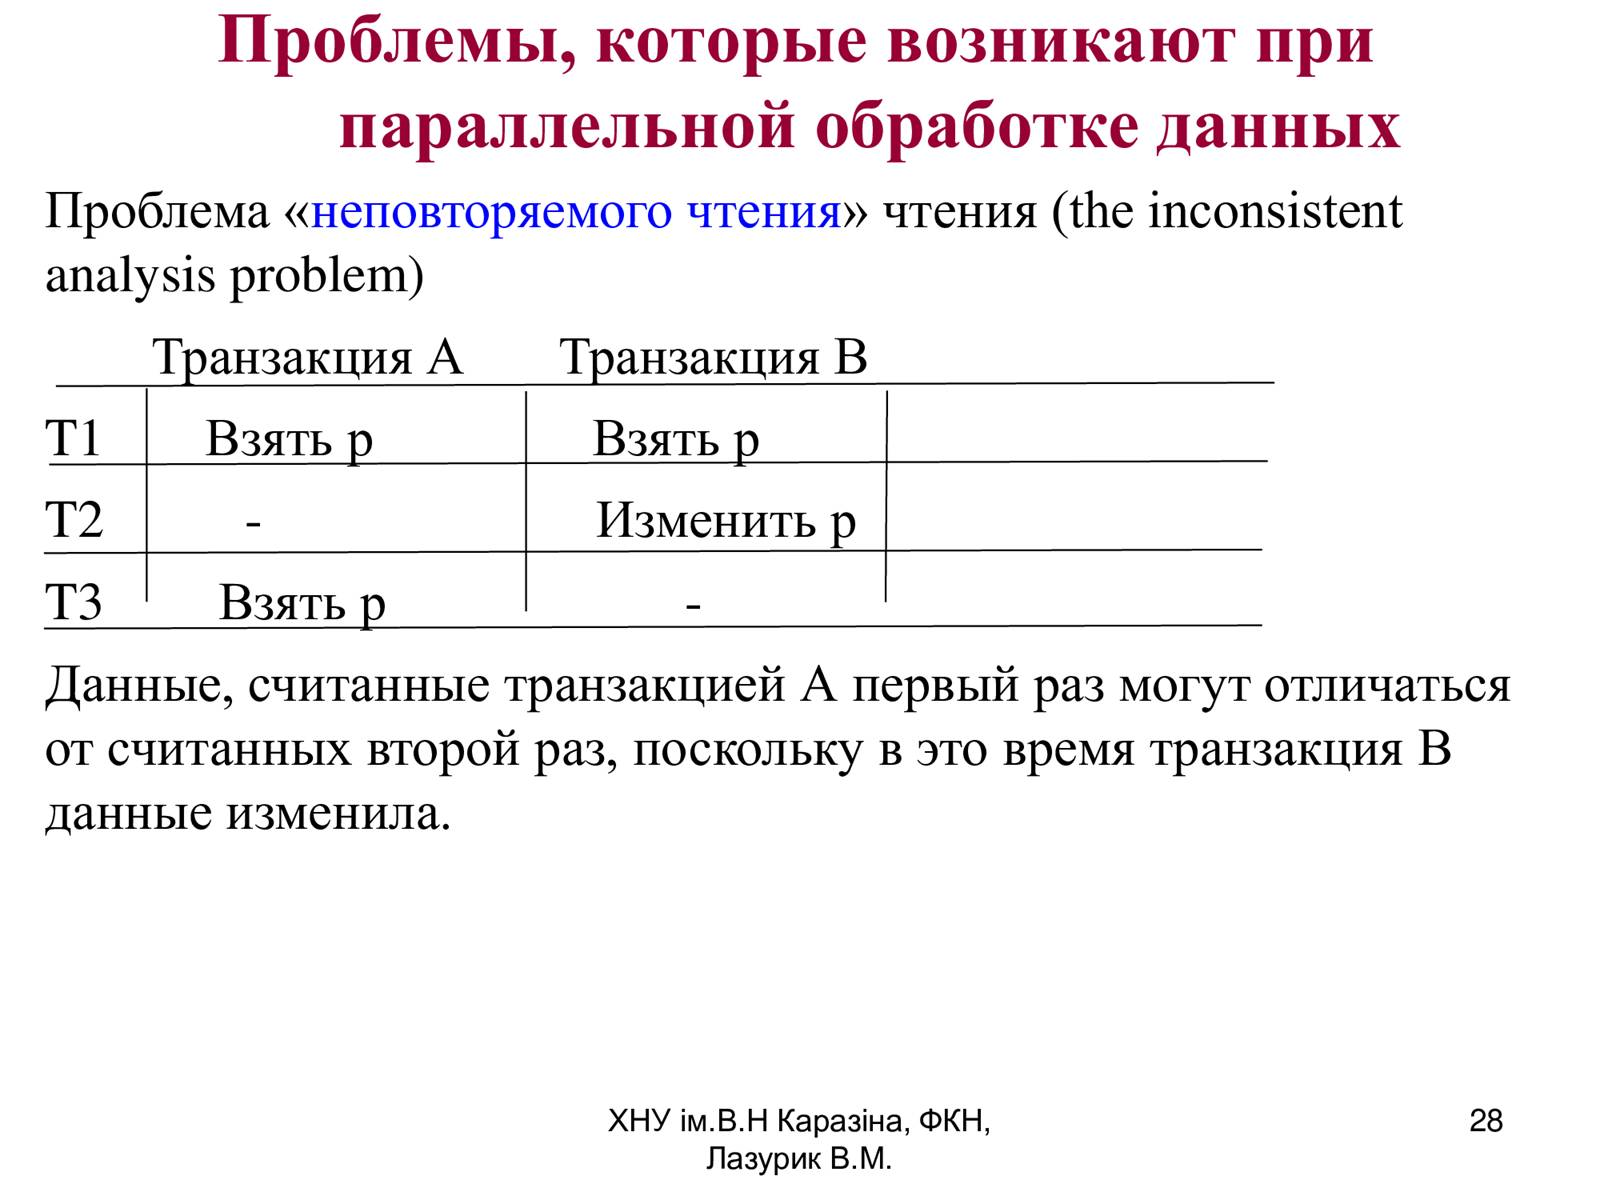 Проблемы, которые возникают при
параллельной обработке данных
Проблема «неповторяемого чтения» чтения (the inconsistent
analysis problem)
Транзакция А Транзакция В
Т1 Взять р Взять р
Т2 - Изменить р
Т3 Взять р -
Данные, считанные транзакцией А первый раз могут отличаться
от считанных второй раз, поскольку в это время транзакция В
данные изменила.
ХНУ ім.В.Н Каразіна, ФКН,
Лазурик В.М.
28